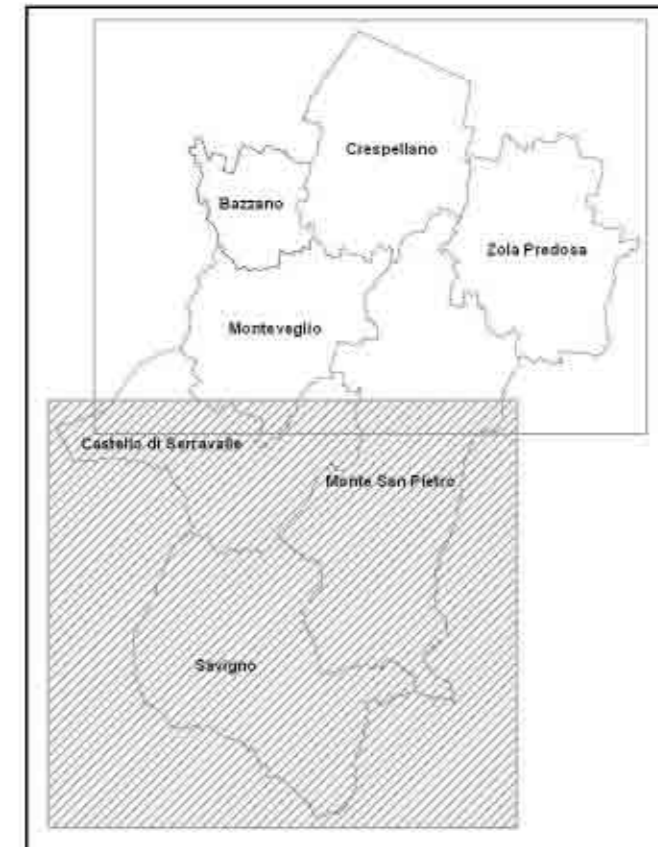 Crespellano
Bazzano
Zola Predosa
Monteveglio
Castello di Serravalle
Monte San Pietro
Savigno